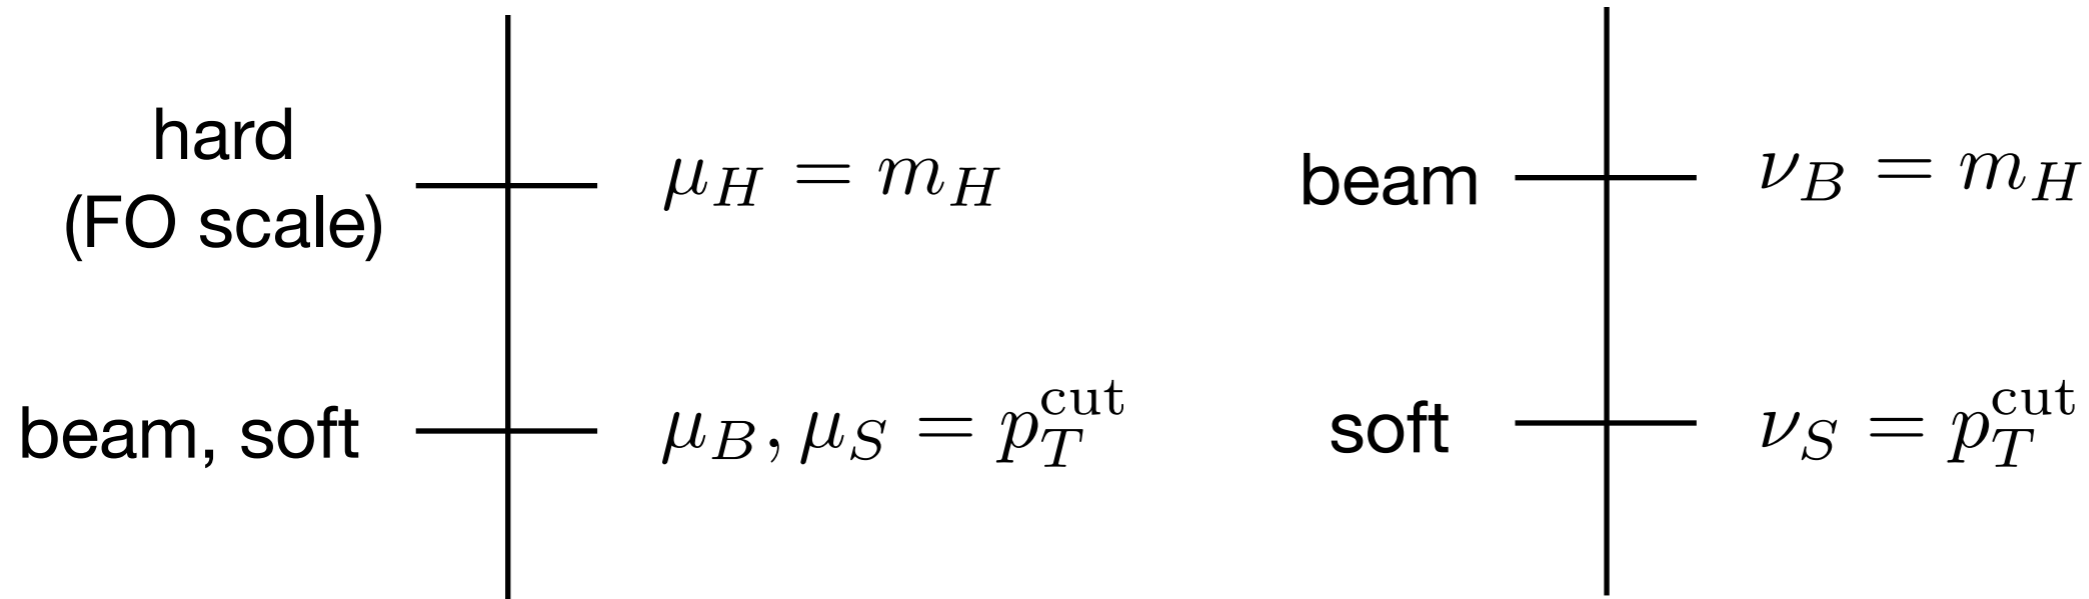 hard
(FO scale)
μ_H = m_H
beam, soft
μ_B, μ_S = p_T^cut
beam
ν_B = m_H
soft
ν_S = p_T^cut